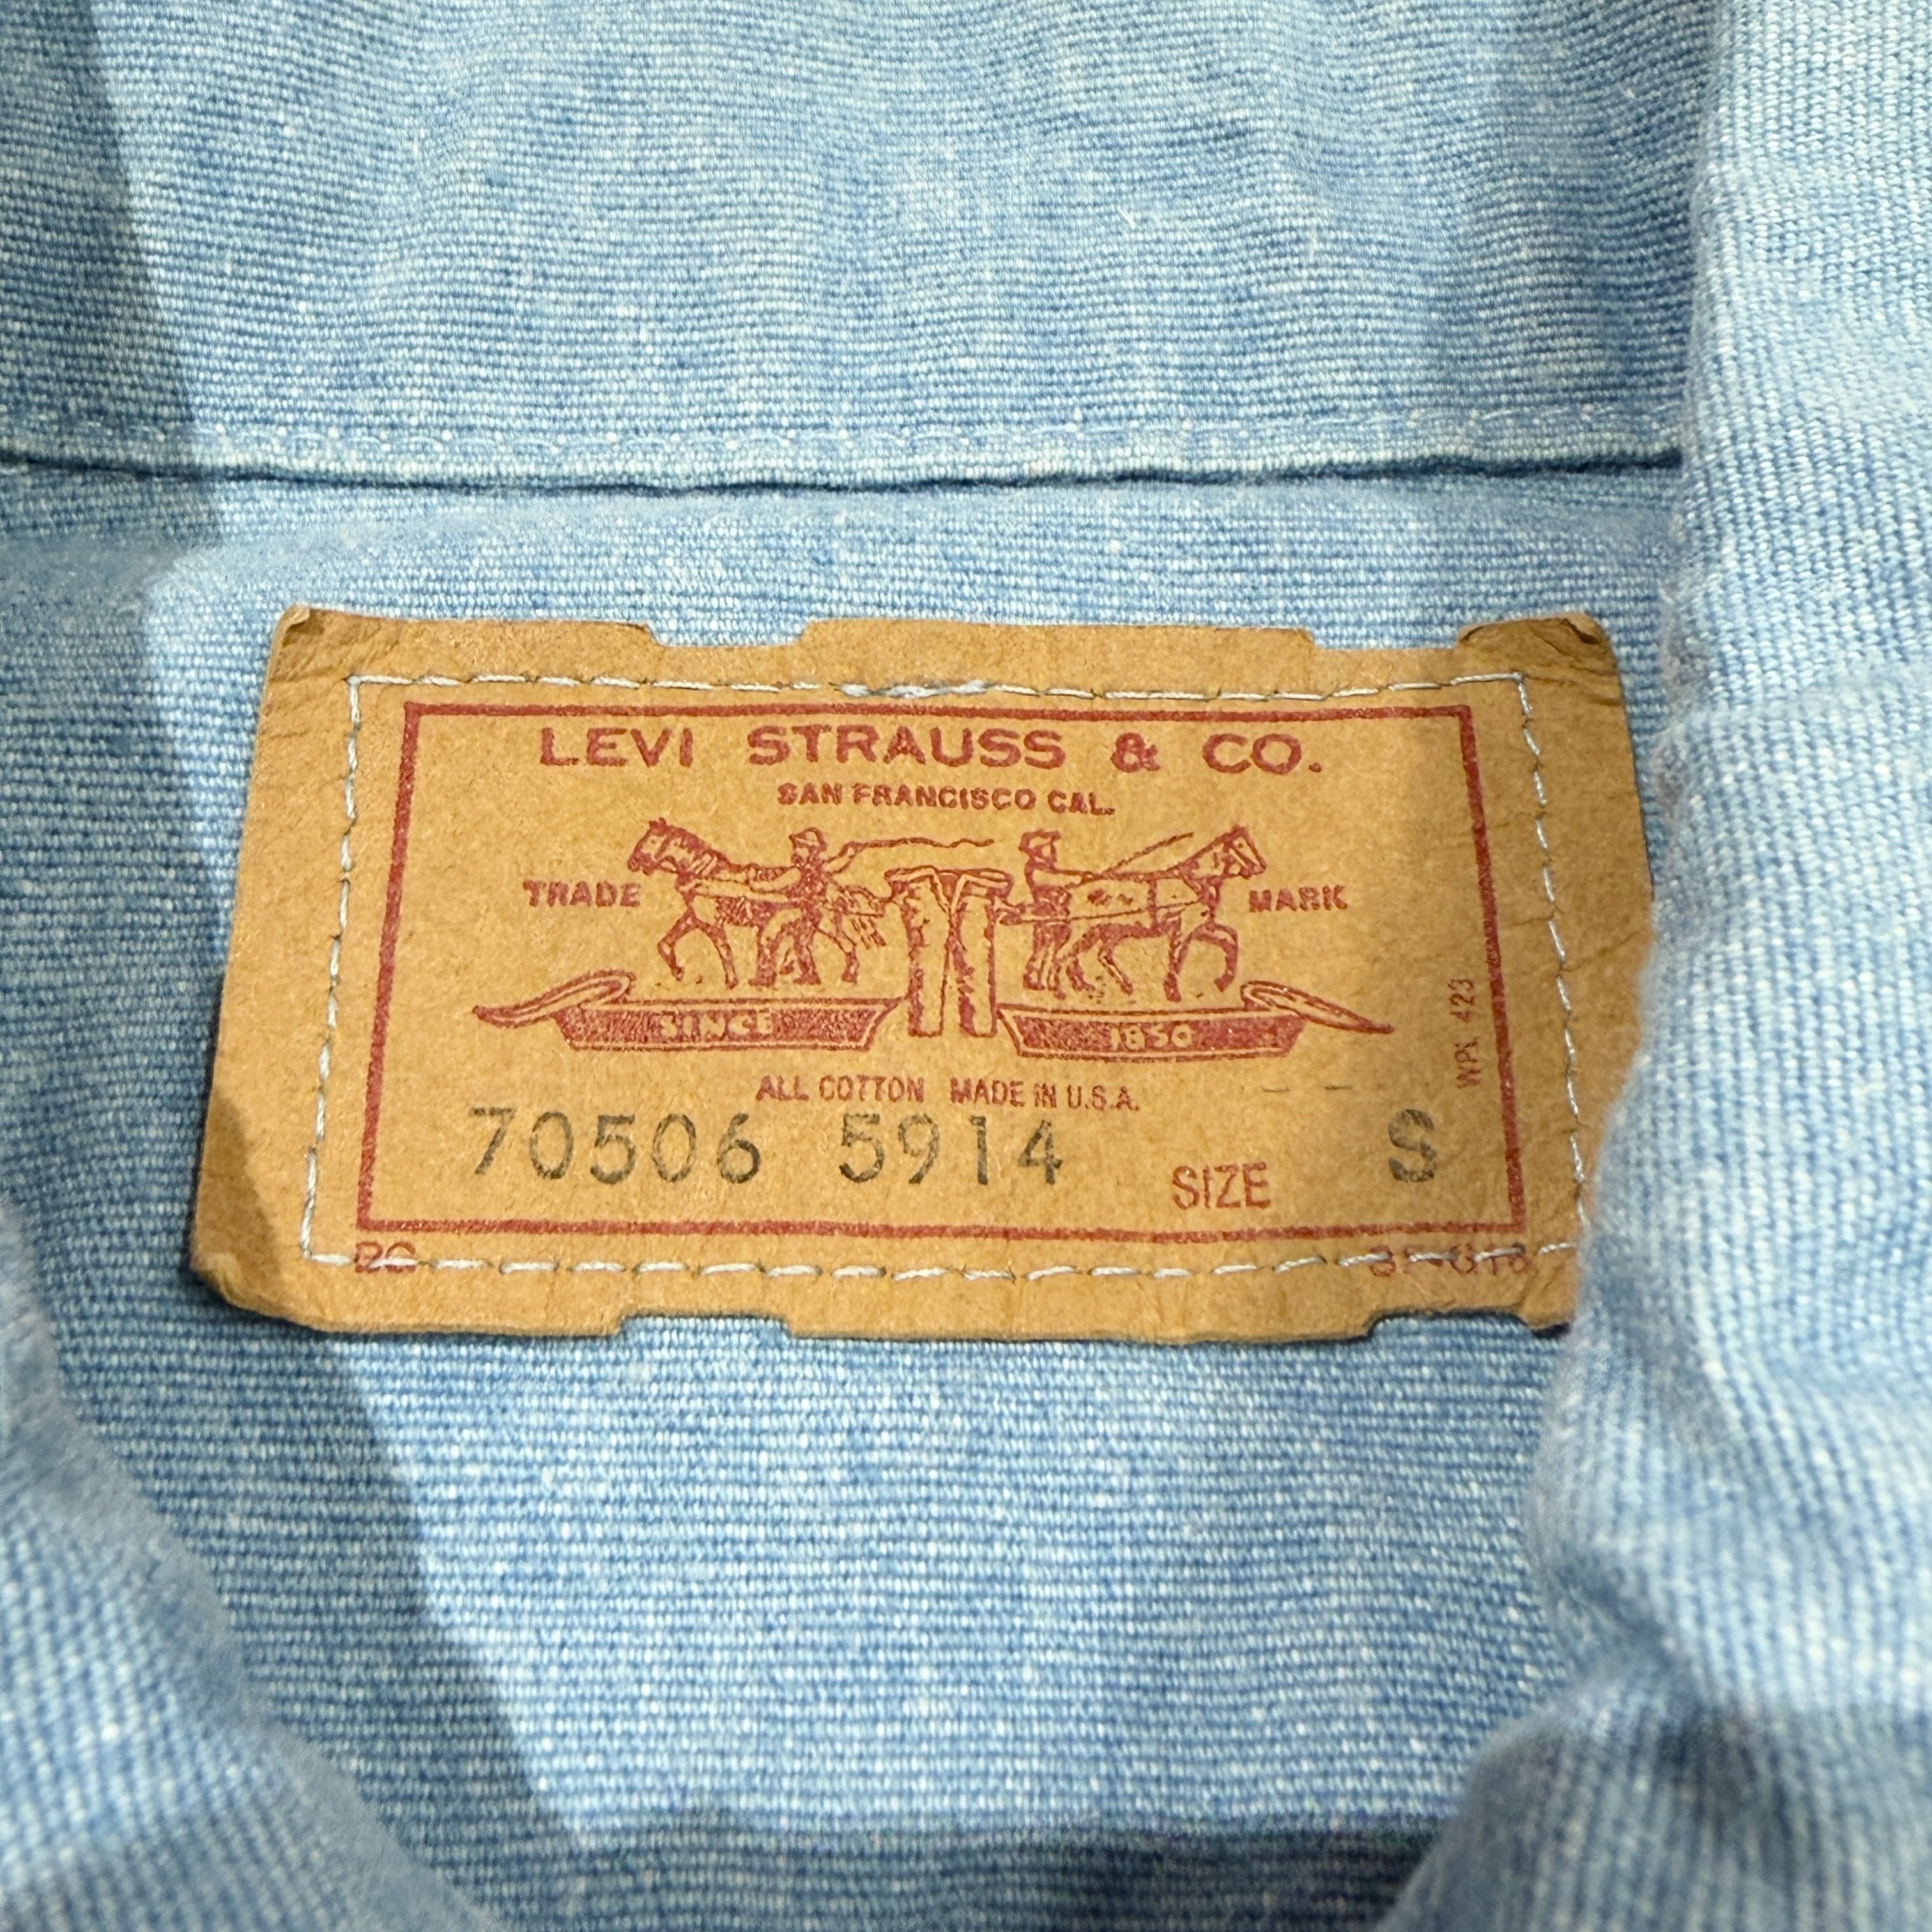 LEVI STRAUSS & CO.
SAN FRANCISCO CAL.
TRADE MARK
SINCE 1850
WPL 423
ALL COTTON MADE IN U.S.A.
70506 5914 SIZE S